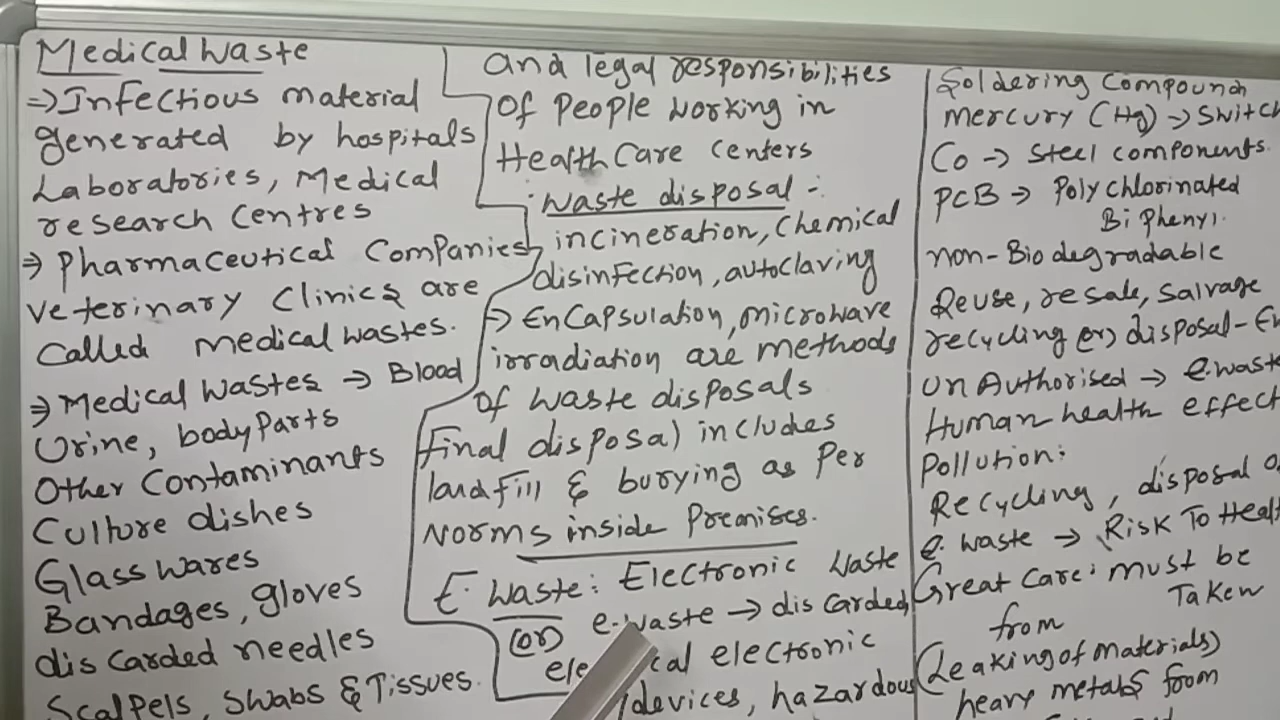 Medical Waste
=> Infectious material
generated by hospitals
Laboratories, Medical
research Centres
=> Pharmaceutical Companies
Veterinary Clinics are
Called medical wastes.
=> Medical Wastes → Blood
Urine, body Parts
Other Contaminants
Culture dishes
Glass wares
Bandages, gloves
discarded needles
Scalpels, Swabs & Tissues.
and legal responsibilities
Of People Working in
Health Care Centers
Waste disposal -:
incineration, Chemical
disinfection, autoclaving
=> EnCapsulation, microwave
irradiation are methods
Of Waste disposals
Final disposal includes
landfill & burying as Per
Norms inside Premises.
E. Waste: Electronic Waste
(or) e.waste → discarded,
electronic
devices, hazardous
Soldering Compound
mercury (Hg) → Switch
Co → Steel components.
PCB → Polychlorinated
Bi Phenyl.
non-Biodegradable
Reuse, resale, Salvage
recycling (or) disposal -
Un Authorised → e.waste
Human health effect
Pollution:
Recycling, disposal
e. waste → Risk To Healt
Great Care: must be
Taken
from
(Leaking of materials)
heavy metals from